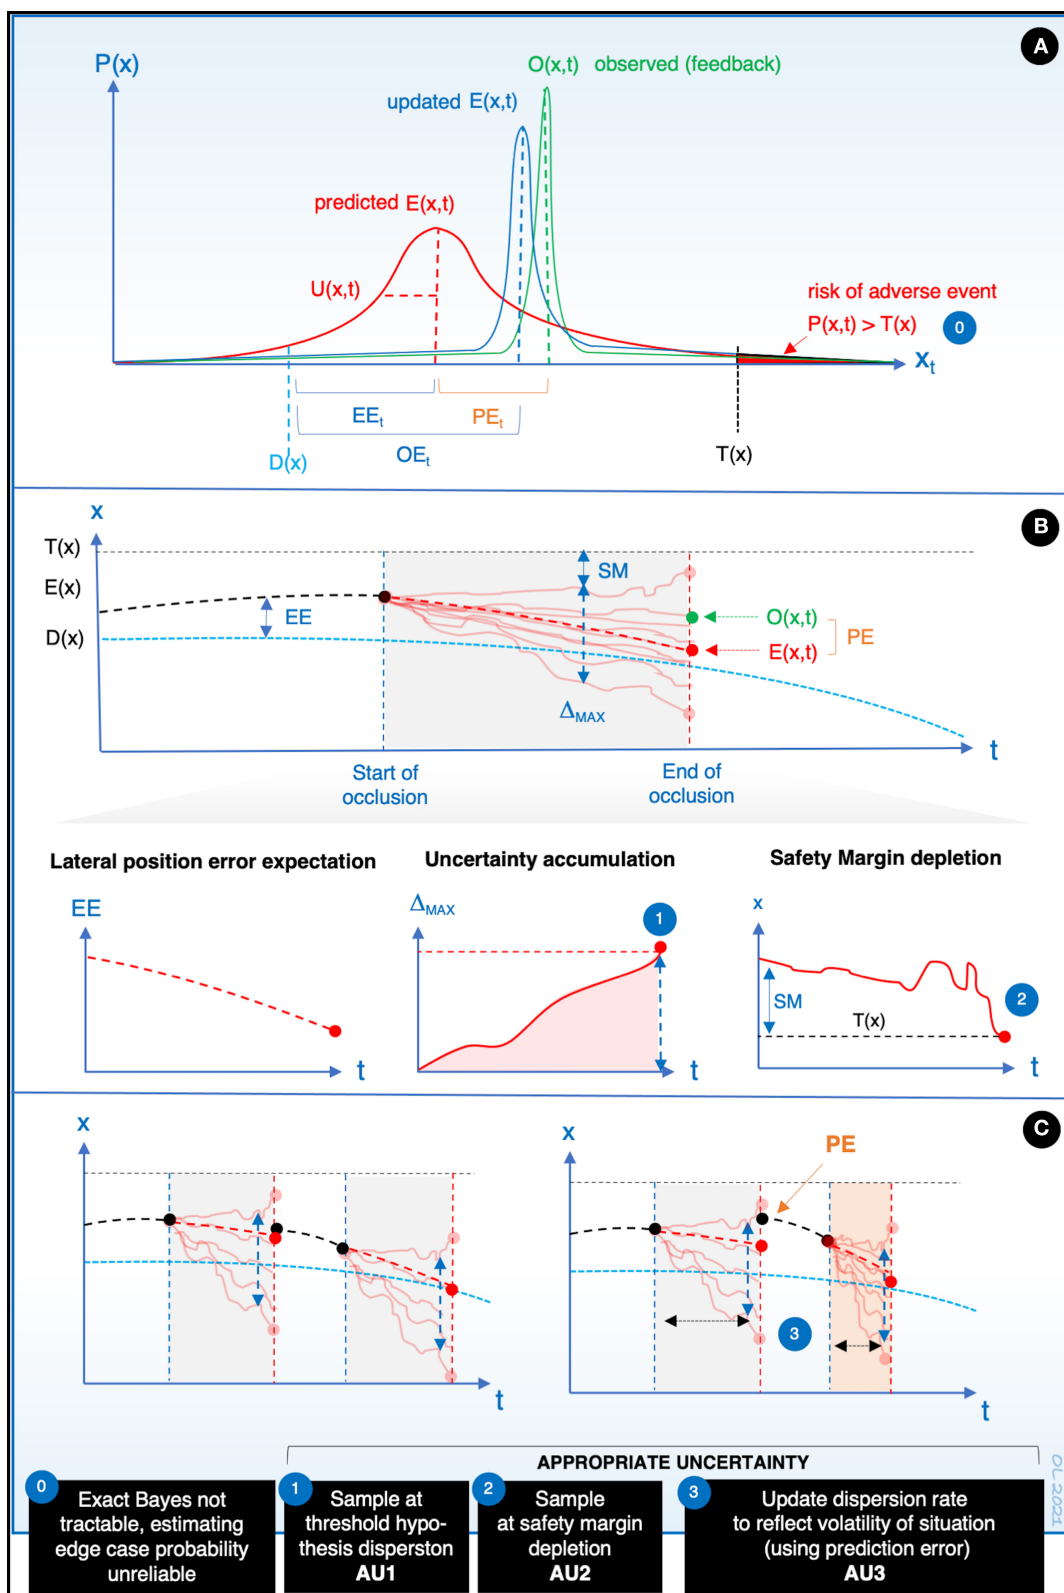 A
P(x)
O(x,t) observed (feedback)
updated E(x,t)
predicted E(x,t)
U(x,t)
risk of adverse event
P(x,t) > T(x)
0
Xt
EEt
PEt
D(x)
OEt
T(x)
B
x
T(x)
E(x)
D(x)
EE
SM
O(x,t)
E(x,t)
PE
ΔMAX
t
Start of
occlusion
End of
occlusion
Lateral position error expectation
EE
t
Uncertainty accumulation
ΔMAX
1
t
Safety Margin depletion
x
SM
T(x)
2
t
C
x
t
x
PE
3
t
APPROPRIATE UNCERTAINTY
0
Exact Bayes not
tractable, estimating
edge case probability
unreliable
1
Sample at
threshold hypo-
thesis disperston
AU1
2
Sample
at safety margin
depletion
AU2
3
Update dispersion rate
to reflect volatility of situation
(using prediction error)
AU3
OL 2021